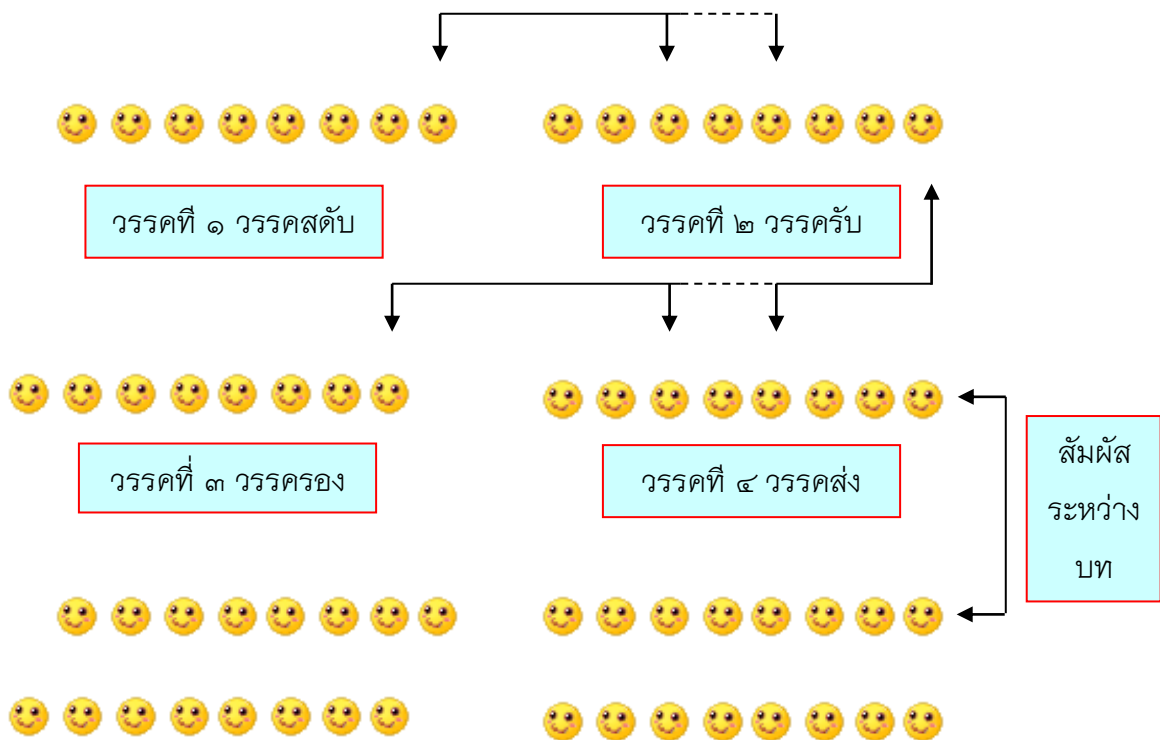 วรรคที่ ๑ วรรคสดับ
วรรคที่ ๒ วรรครับ
วรรคที่ ๓ วรรครอง
วรรคที่ ๔ วรรคส่ง
สัมผัส
ระหว่าง
บท